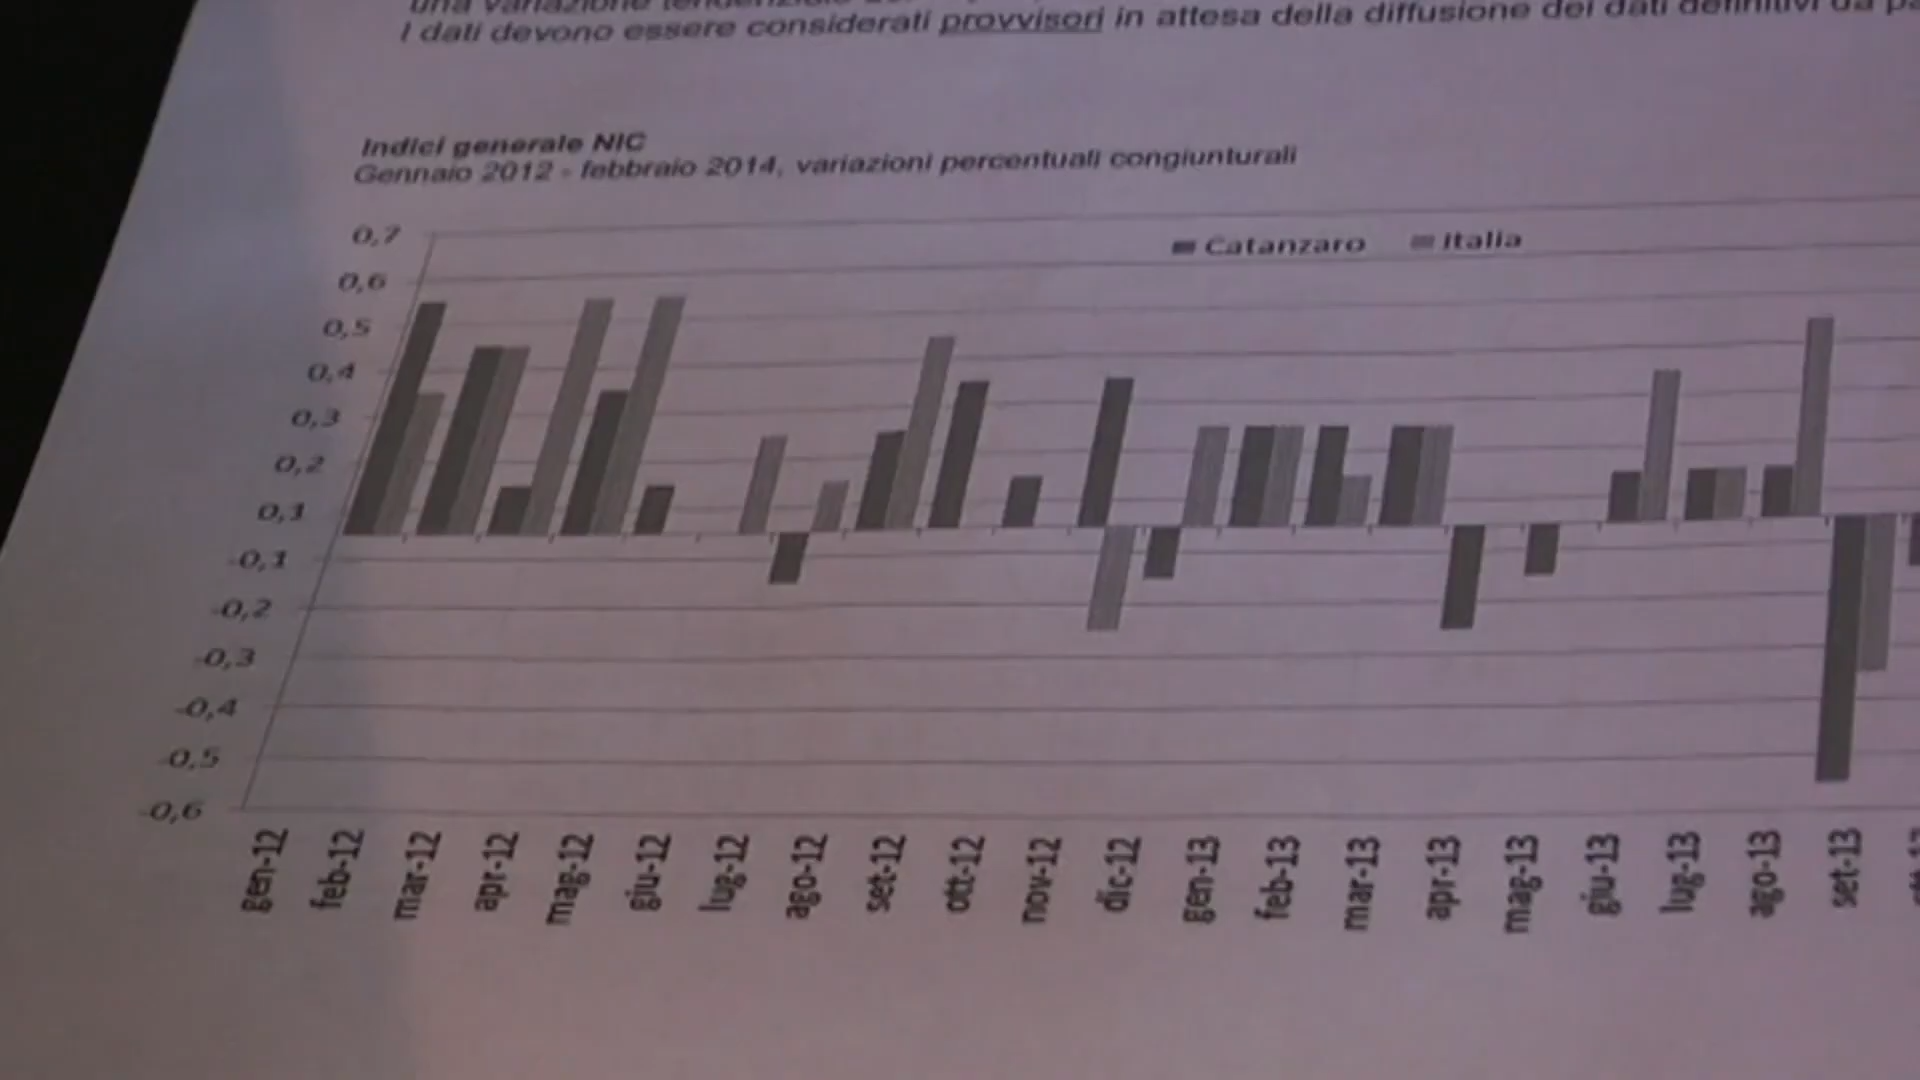 una variazione tendenziale
I dati devono essere considerati provvisori in attesa della diffusione dei dati definitivi da
Indici generale NIC
Gennaio 2012 - febbraio 2014, variazioni percentuali congiunturali
0,7
Catanzaro Italia
0,6
0,5
0,4
0,3
0,2
0,1
-0,1
-0,2
-0,3
-0,4
-0,5
-0,6
gen-12 feb-12 mar-12 apr-12 mag-12 giu-12 lug-12 ago-12 set-12 ott-12 nov-12 dic-12 gen-13 feb-13 mar-13 apr-13 mag-13 giu-13 lug-13 ago-13 set-13